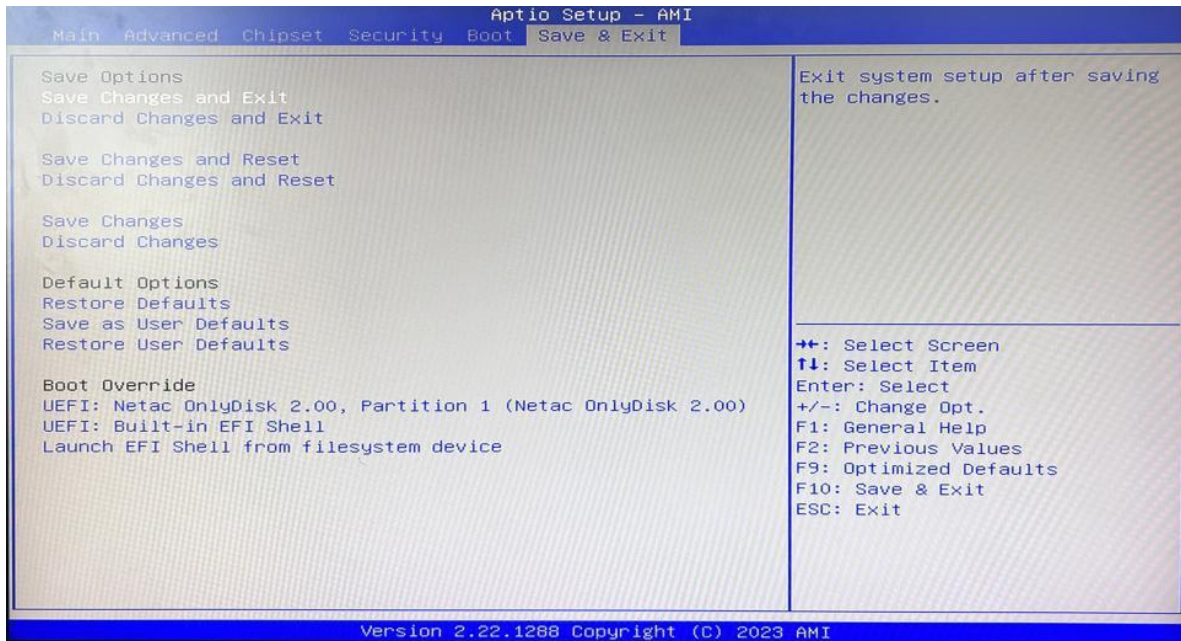 Aptio Setup – AMI
Main Advanced Chipset Security Boot Save & Exit
Save Options
Save Changes and Exit
Discard Changes and Exit
Save Changes and Reset
Discard Changes and Reset
Save Changes
Discard Changes
Default Options
Restore Defaults
Save as User Defaults
Restore User Defaults
Boot Override
UEFI: Netac OnlyDisk 2.00, Partition 1 (Netac OnlyDisk 2.00)
UEFI: Built-in EFI Shell
Launch EFI Shell from filesystem device
Exit system setup after saving
the changes.
→←: Select Screen
↑↓: Select Item
Enter: Select
+/-: Change Opt.
F1: General Help
F2: Previous Values
F9: Optimized Defaults
F10: Save & Exit
ESC: Exit
Version 2.22.1288 Copyright (C) 2023 AMI